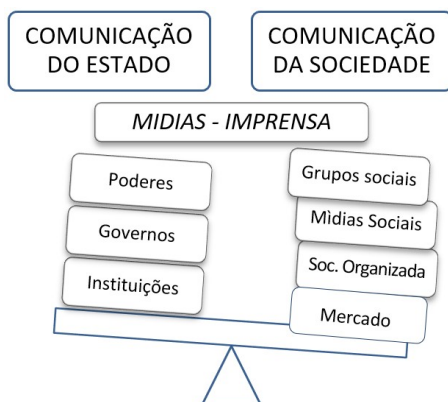 COMUNICAÇÃO
DO ESTADO
COMUNICAÇÃO
DA SOCIEDADE
MIDIAS - IMPRENSA
Poderes
Governos
Instituições
Grupos sociais
Mìdias Sociais
Soc. Organizada
Mercado